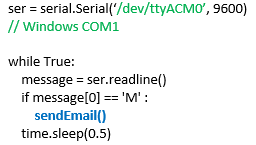 ser = serial.Serial(‘/dev/ttyACM0’, 9600)
// Windows COM1
while True:
message = ser.readline()
if message[0] == 'M' :
sendEmail()
time.sleep(0.5)